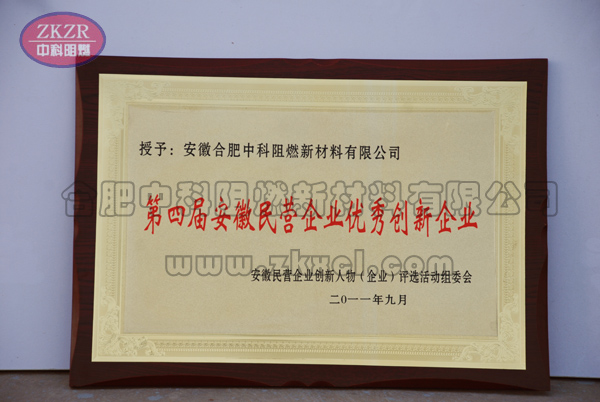 ZKZR
中科阻燃
授予：安徽合肥中科阻燃新材料有限公司
合肥中科阻燃新材料有限公司
第四届安徽民营企业优秀创新企业
www.zkxcl.com
安徽民营企业创新人物（企业）评选活动组委会
二〇一一年九月